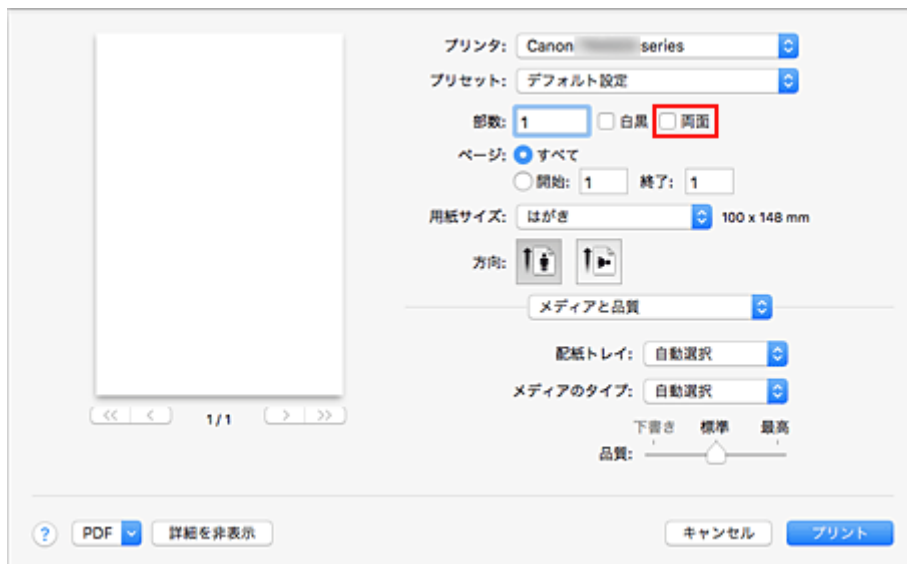 プリンタ: Canon series
プリセット: デフォルト設定
部数: 1 白黒 両面
ページ: すべて
開始: 1 終了: 1
用紙サイズ: はがき 100 x 148 mm
方向:
メディアと品質
配紙トレイ: 自動選択
メディアのタイプ: 自動選択
下書き 標準 最高
品質:
<< < 1 / 1 > >>
? PDF 詳細を非表示 キャンセル プリント